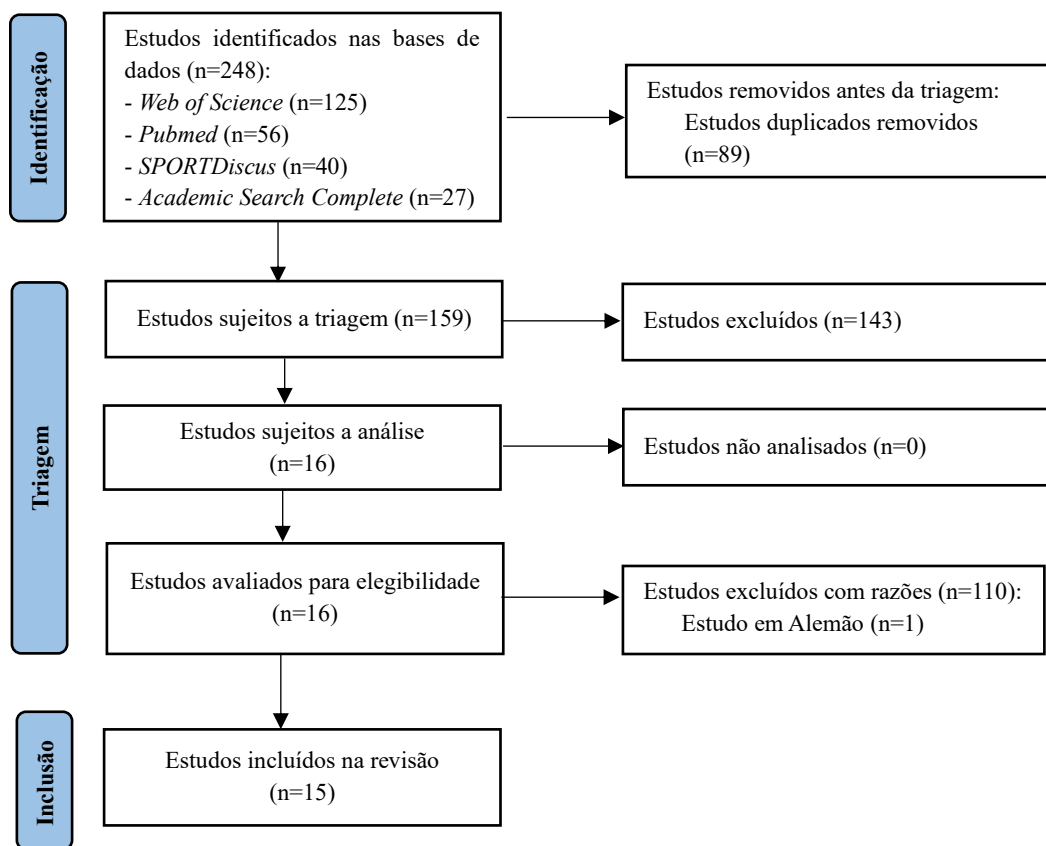 Identificação
Estudos identificados nas bases de
dados (n=248):
- Web of Science (n=125)
- Pubmed (n=56)
- SPORTDiscus (n=40)
- Academic Search Complete (n=27)
Estudos removidos antes da triagem:
Estudos duplicados removidos
(n=89)
Triagem
Estudos sujeitos a triagem (n=159)
Estudos excluídos (n=143)
Estudos sujeitos a análise
(n=16)
Estudos não analisados (n=0)
Estudos avaliados para elegibilidade
(n=16)
Estudos excluídos com razões (n=110):
Estudo em Alemão (n=1)
Inclusão
Estudos incluídos na revisão
(n=15)